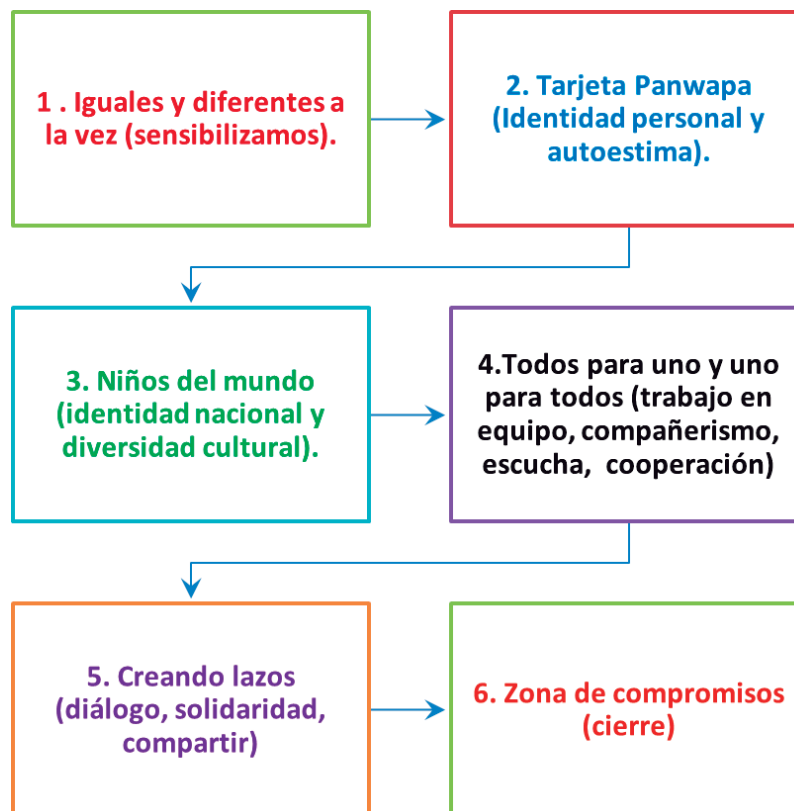 1 . Iguales y diferentes a
la vez (sensibilizamos).
2. Tarjeta Panwapa
(Identidad personal y
autoestima).
3. Niños del mundo
(identidad nacional y
diversidad cultural).
4.Todos para uno y uno
para todos (trabajo en
equipo, compañerismo,
escucha, cooperación)
5. Creando lazos
(diálogo, solidaridad,
compartir)
6. Zona de compromisos
(cierre)